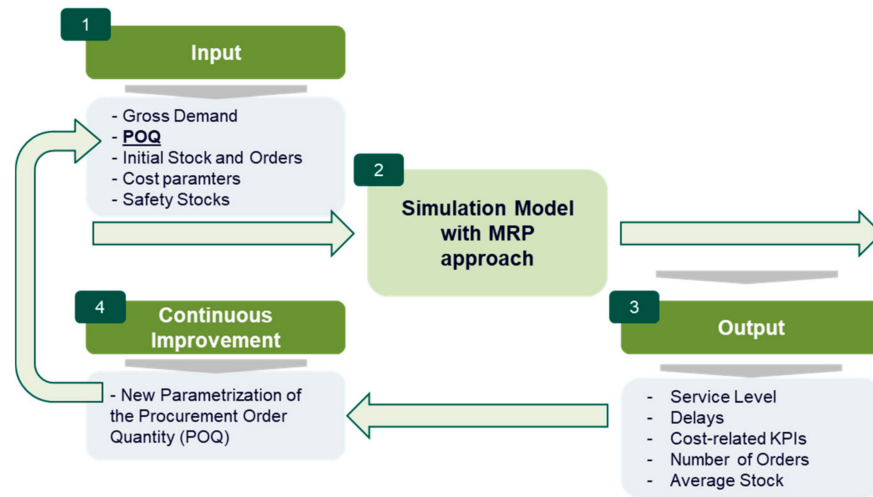 1
Input
- Gross Demand
- POQ
- Initial Stock and Orders
- Cost paramters
- Safety Stocks
2
Simulation Model
with MRP
approach
3
Output
- Service Level
- Delays
- Cost-related KPIs
- Number of Orders
- Average Stock
4
Continuous
Improvement
- New Parametrization of
the Procurement Order
Quantity (POQ)